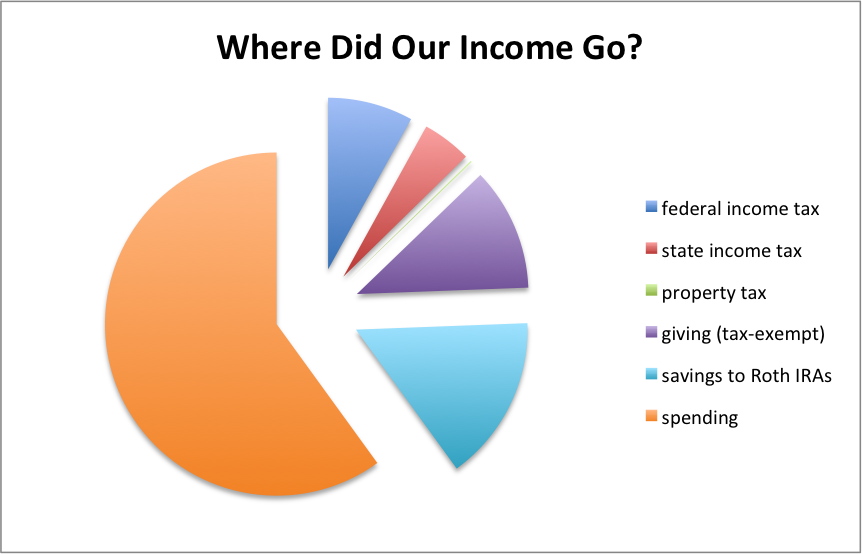 Where Did Our Income Go?
federal income tax
state income tax
property tax
giving (tax-exempt)
savings to Roth IRAs
spending